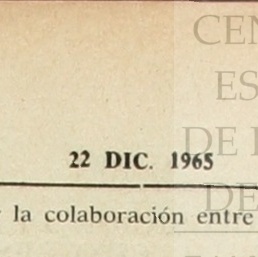 CEN
ES
DE
22 DIC. 1965
DE
la colaboración entre